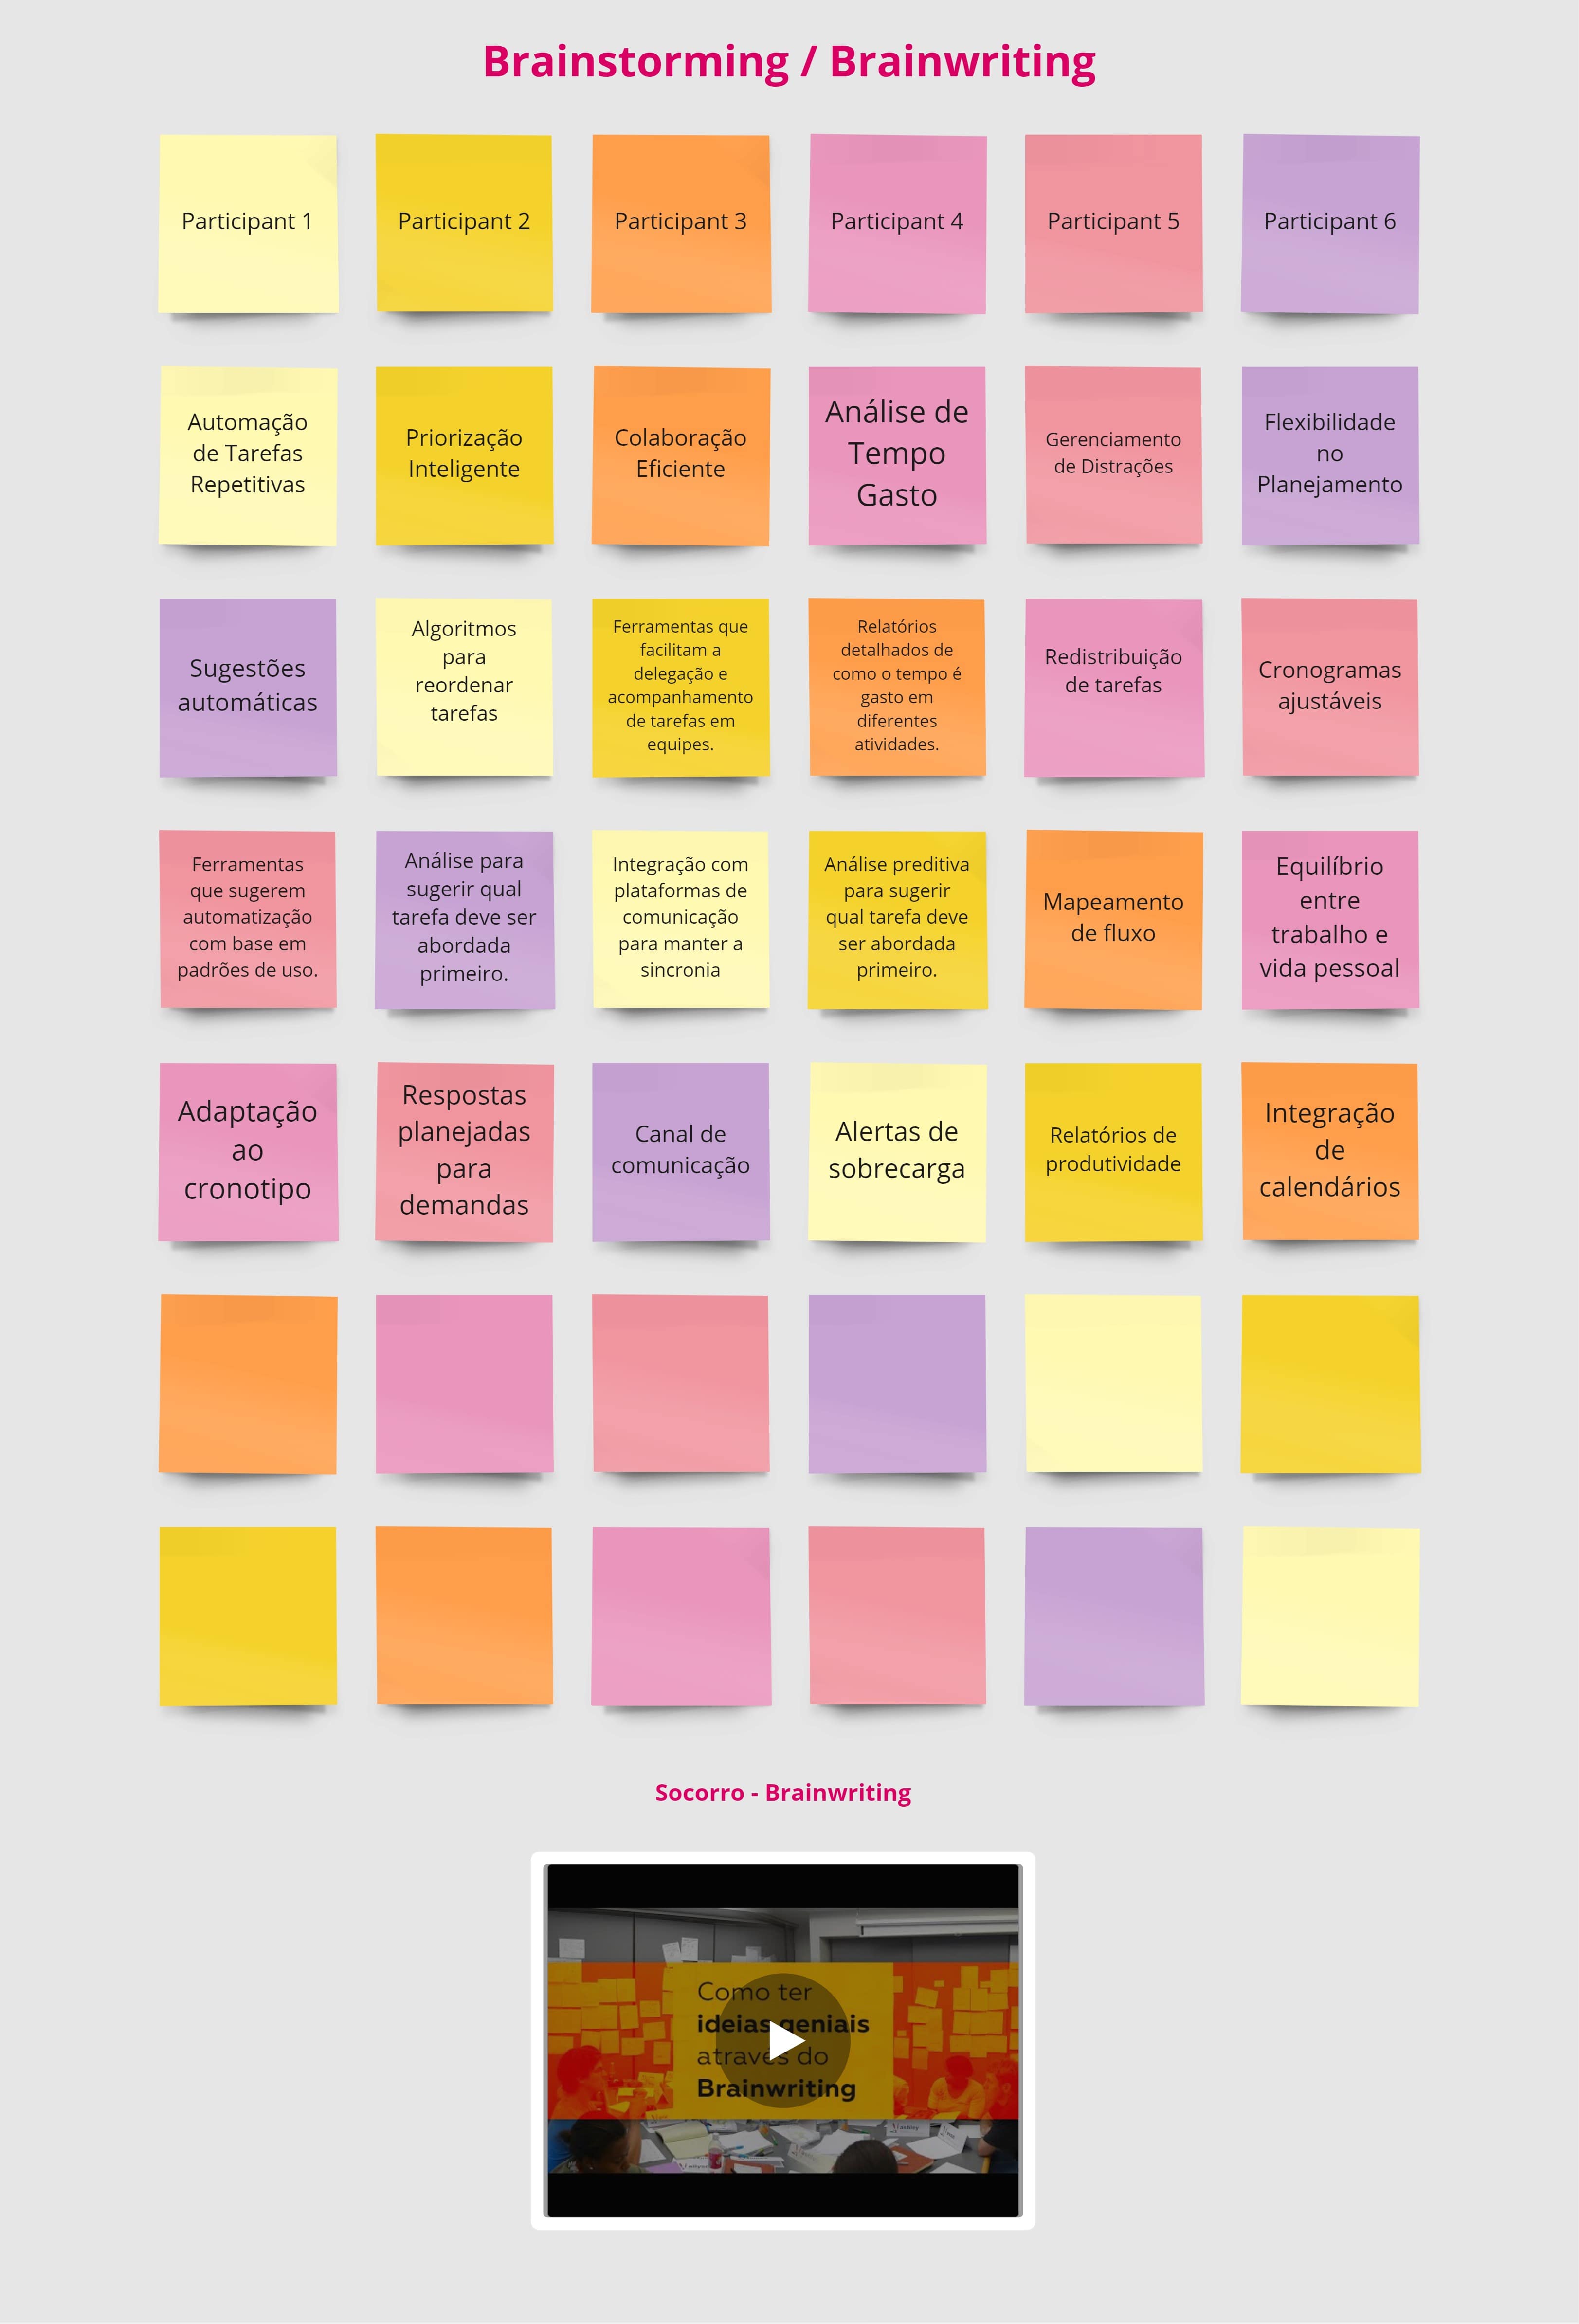 Brainstorming / Brainwriting
Participant 1
Participant 2
Participant 3
Participant 4
Participant 5
Participant 6
Automação
de Tarefas
Repetitivas
Priorização
Inteligente
Colaboração
Eficiente
Análise de
Tempo
Gasto
Gerenciamento
de Distrações
Flexibilidade
no
Planejamento
Sugestões
automáticas
Algoritmos
para
reordenar
tarefas
Ferramentas que
facilitam a
delegação e
acompanhamento
de tarefas em
equipes.
Relatórios
detalhados de
como o tempo é
gasto em
diferentes
atividades.
Redistribuição
de tarefas
Cronogramas
ajustáveis
Ferramentas
que sugerem
automatização
com base em
padrões de uso.
Análise para
sugerir qual
tarefa deve ser
abordada
primeiro.
Integração com
plataformas de
comunicação
para manter a
sincronia
Análise preditiva
para sugerir
qual tarefa deve
ser abordada
primeiro.
Mapeamento
de fluxo
Equilíbrio
entre
trabalho e
vida pessoal
Adaptação
ao
cronotipo
Respostas
planejadas
para
demandas
Canal de
comunicação
Alertas de
sobrecarga
Relatórios de
produtividade
Integração
de
calendários
Socorro - Brainwriting
Como ter
ideias geniais
através do
Brainwriting